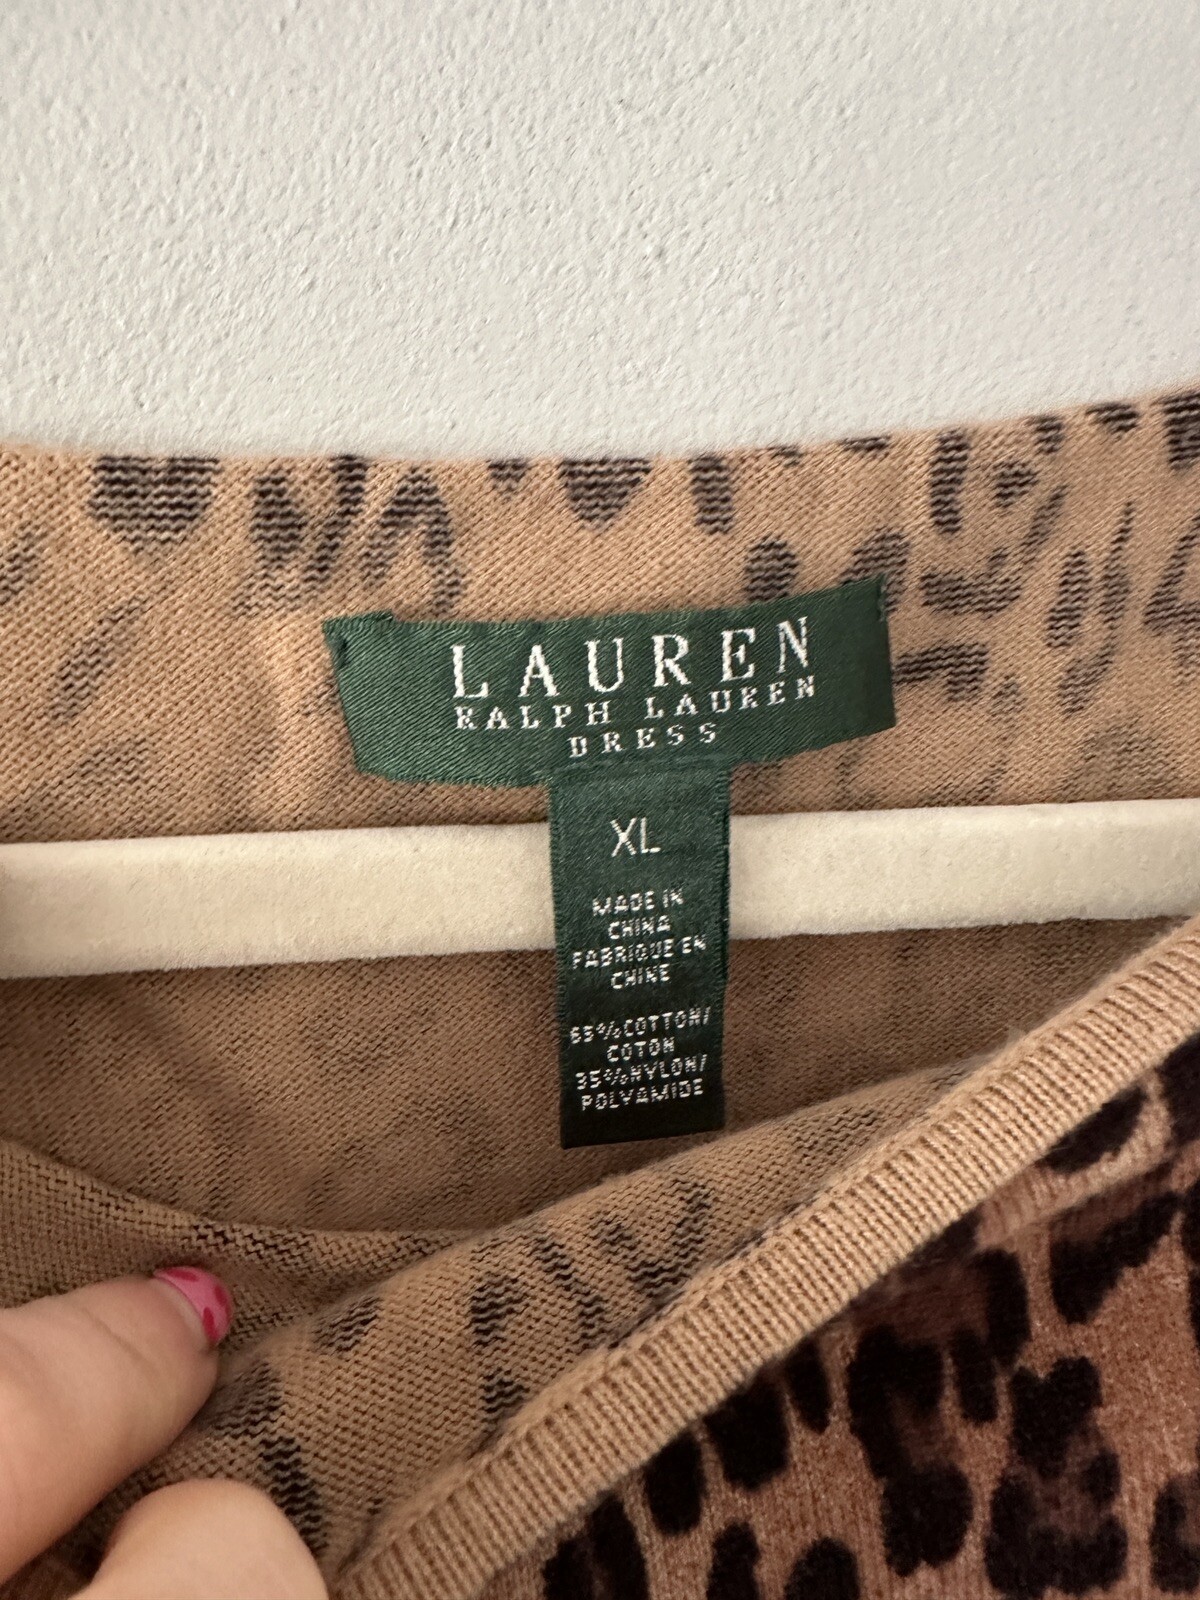 LAUREN
RALPH LAUREN
DRESS
XL
MADE IN
CHINA
FABRIQUE EN
CHINE
65%COTTON/
COTON
35%NYLON/
POLYAMIDE